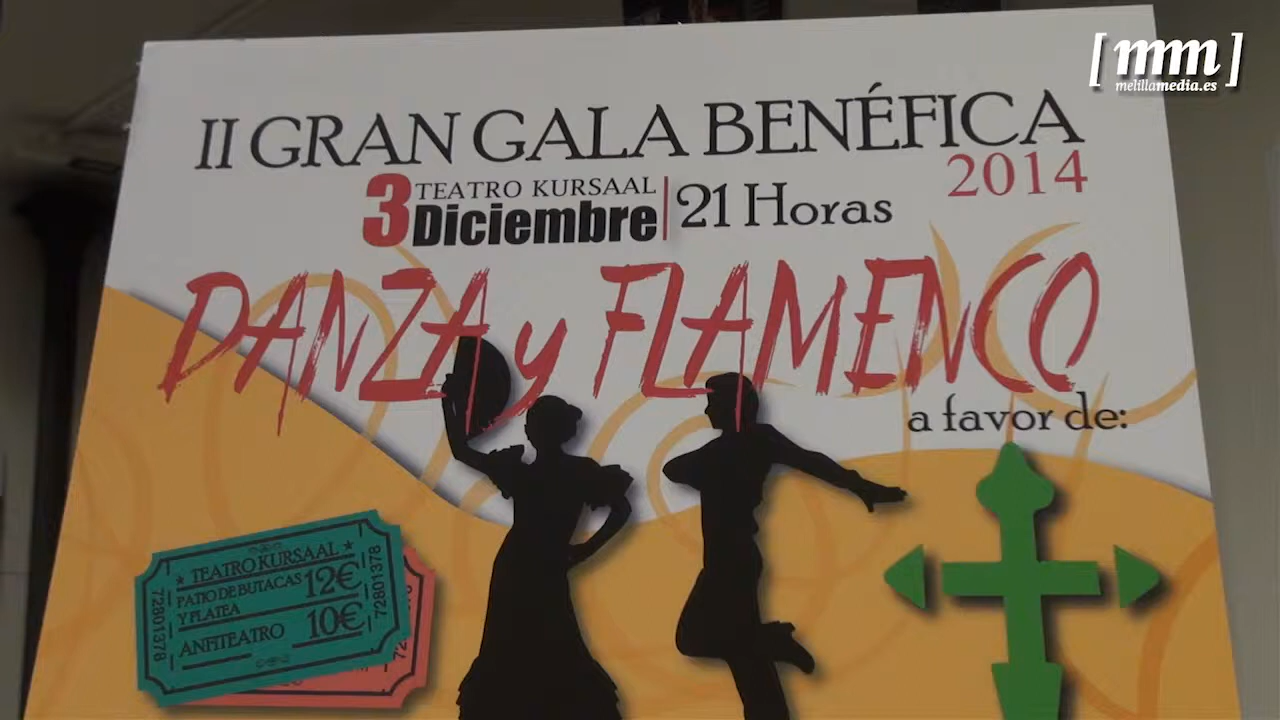 [mm]
melillamedia.es
II GRAN GALA BENÉFICA
2014
3 TEATRO KURSAAL
Diciembre
21 Horas
DANZA y FLAMENCO
a favor de:
TEATRO KURSAAL
PATIO DE BUTACAS 12€
Y PLATEA
ANFITEATRO 10€
72801378
72801378